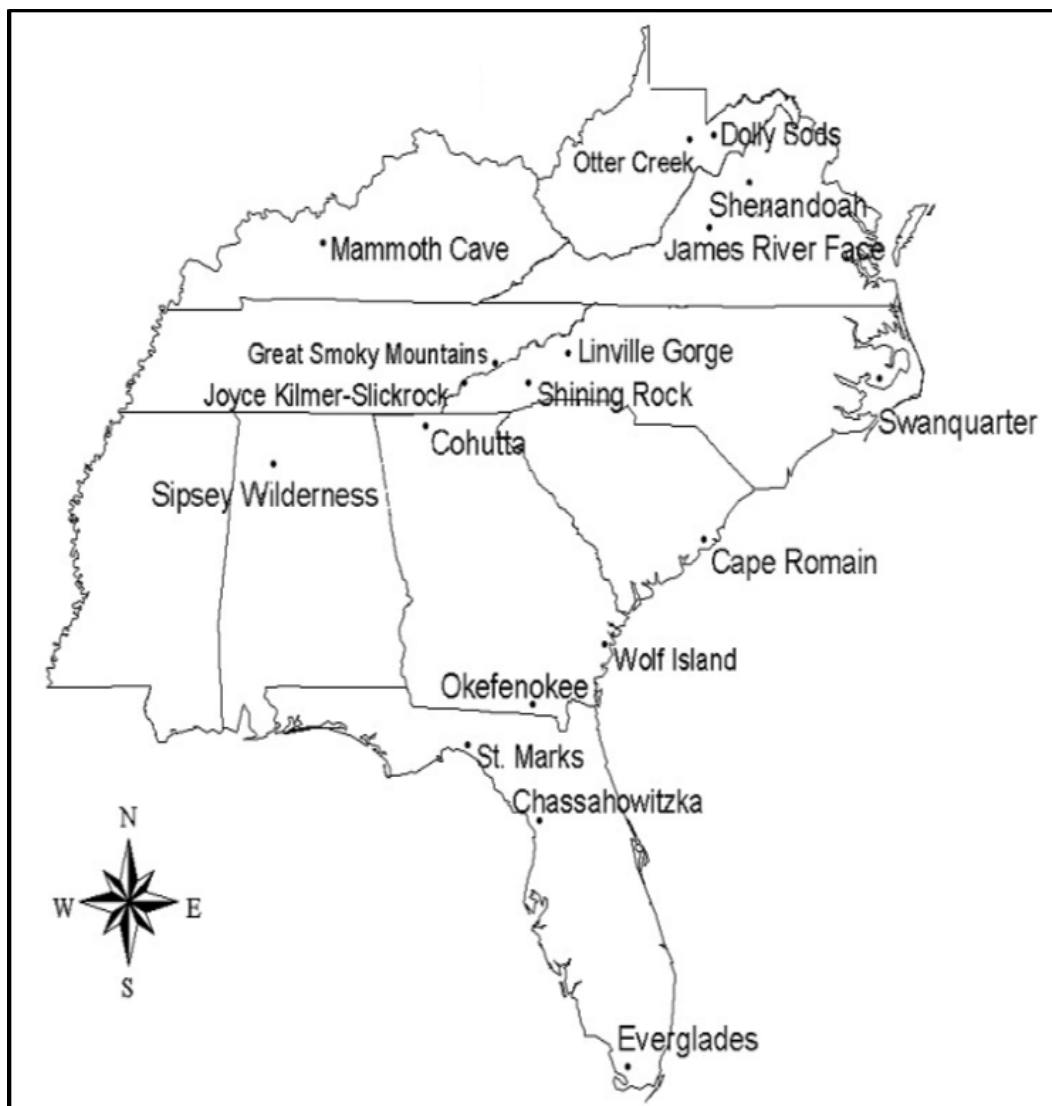 Dolly Sods
Otter Creek
Shenandoah
James River Face
Mammoth Cave
Great Smoky Mountains
Linville Gorge
Joyce Kilmer-Slickrock
Shining Rock
Swanquarter
Cohutta
Sipsey Wilderness
Cape Romain
Wolf Island
Okefenokee
St. Marks
Chassahowitzka
N
W
E
S
Everglades